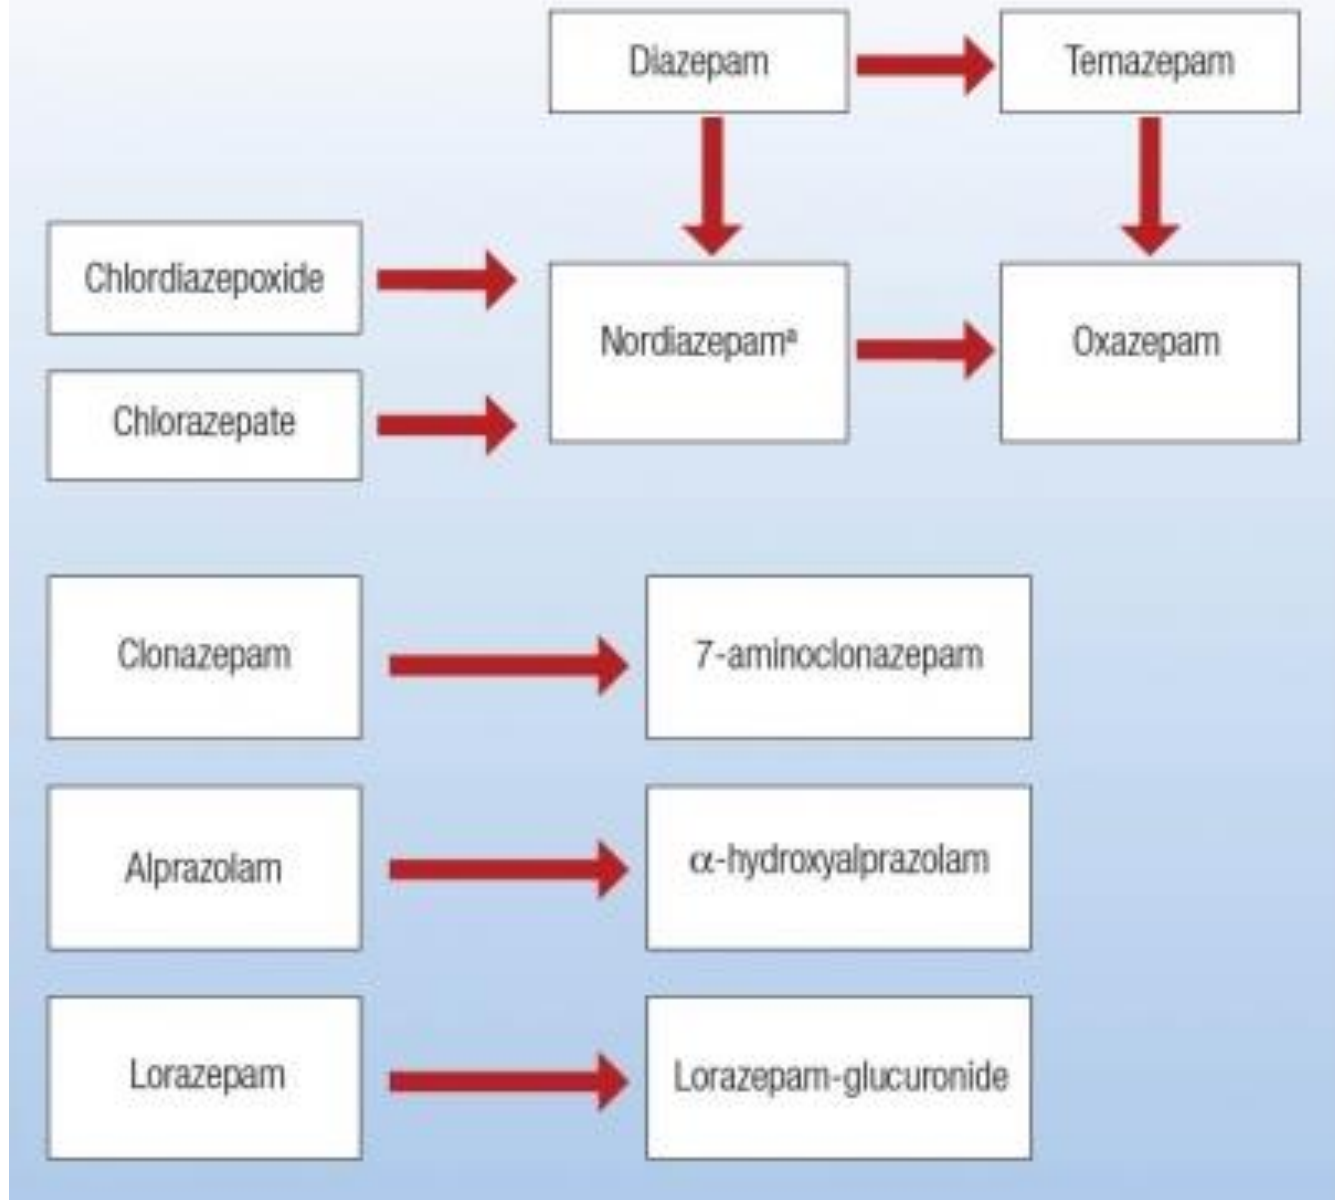 Diazepam
Temazepam
Chlordiazepoxide
Nordiazepamª
Oxazepam
Chlorazepate
Clonazepam
7-aminoclonazepam
Alprazolam
α-hydroxyalprazolam
Lorazepam
Lorazepam-glucuronide